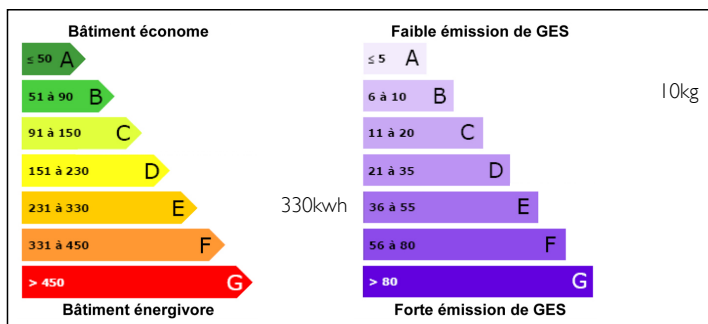 Bâtiment économe
≤ 50 A
51 à 90 B
91 à 150 C
151 à 230 D
231 à 330 E
330kwh
331 à 450 F
> 450 G
Bâtiment énergivore
Faible émission de GES
≤ 5 A
6 à 10 B
10kg
11 à 20 C
21 à 35 D
36 à 55 E
56 à 80 F
> 80 G
Forte émission de GES